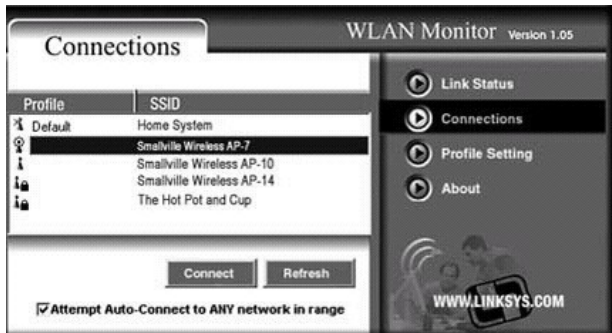 Connections
WLAN Monitor Version 1.05
Profile SSID
Default Home System
Smallville Wireless AP-7
Smallville Wireless AP-10
Smallville Wireless AP-14
The Hot Pot and Cup
Connect Refresh
Attempt Auto-Connect to ANY network in range
Link Status
Connections
Profile Setting
About
WWW.LINKSYS.COM